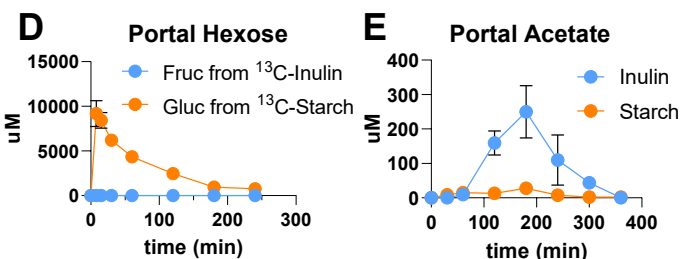 D
Portal Hexose
uM
15000
10000
5000
0
Fruc from ¹³C-Inulin
Gluc from ¹³C-Starch
0 100 200 300
time (min)
E
Portal Acetate
uM
400
300
200
100
0
Inulin
Starch
0 100 200 300 400
time (min)